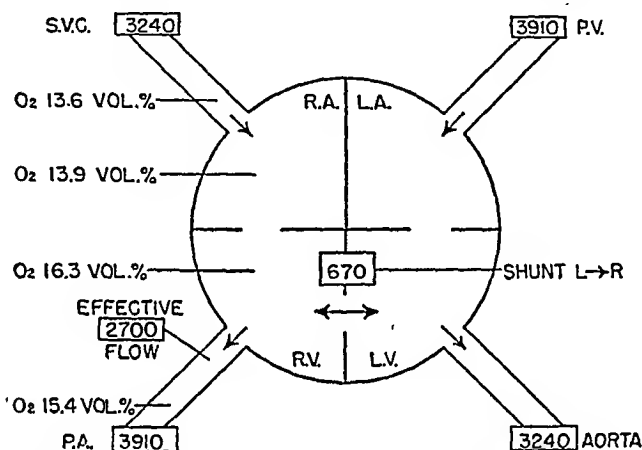 S.V.C. 3240
3910 P.V.
O2 13.6 VOL.%
R.A. L.A.
O2 13.9 VOL.%
O2 16.3 VOL.%
670
SHUNT L→R
EFFECTIVE
2700
FLOW
R.V. L.V.
O2 15.4 VOL.%
P.A. 3910
3240 AORTA